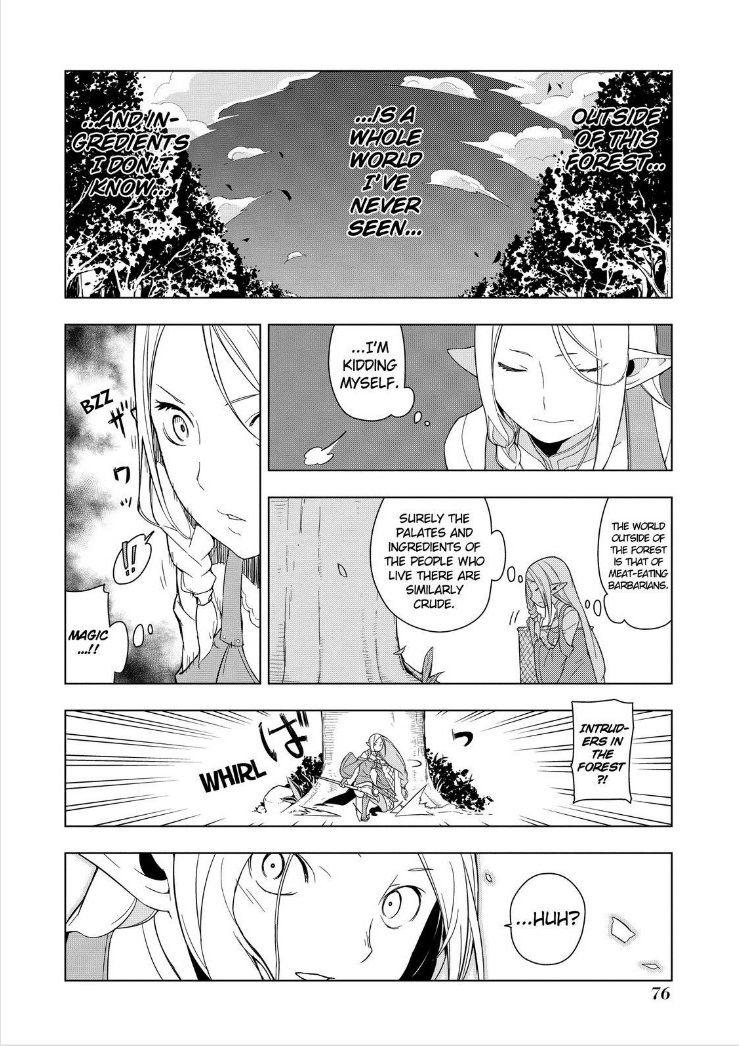 OUTSIDE
OF THIS
FOREST...
...IS A
WHOLE
WORLD
I'VE
NEVER
SEEN...
...AND IN-
GREDIENTS
I DON'T
KNOW...
...I'M
KIDDING
MYSELF.
THE WORLD
OUTSIDE OF
THE FOREST
IS THAT OF
MEAT-EATING
BARBARIANS.
SURELY THE
PALATES AND
INGREDIENTS OF
THE PEOPLE WHO
LIVE THERE ARE
SIMILARLY
CRUDE.
BZZ
ザワッ
!!
MAGIC
...!!
INTRUD-
ERS IN
THE
FOREST
?!
ばっ
WHIRL
...HUH?
76